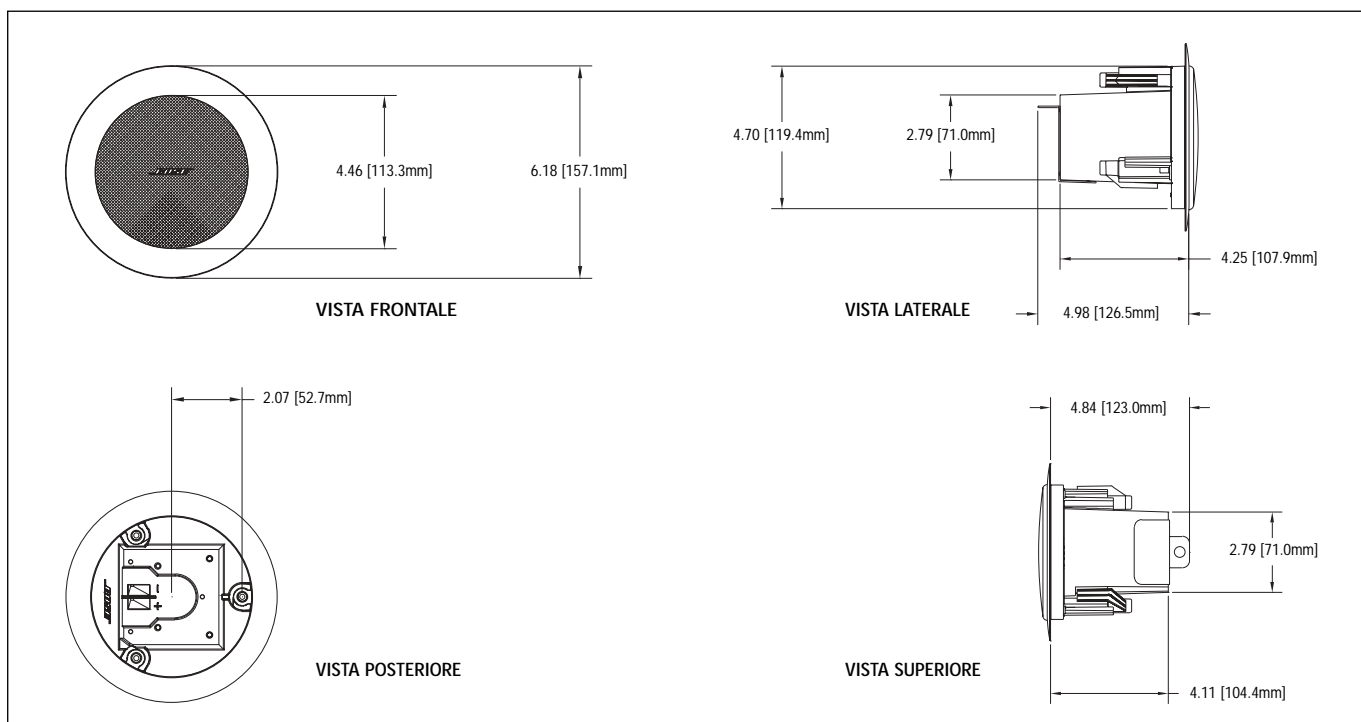 BOSE
4.46 [113.3mm]
6.18 [157.1mm]
VISTA FRONTALE
4.70 [119.4mm]
2.79 [71.0mm]
4.25 [107.9mm]
4.98 [126.5mm]
VISTA LATERALE
2.07 [52.7mm]
BOSE
-
+
VISTA POSTERIORE
4.84 [123.0mm]
2.79 [71.0mm]
4.11 [104.4mm]
VISTA SUPERIORE